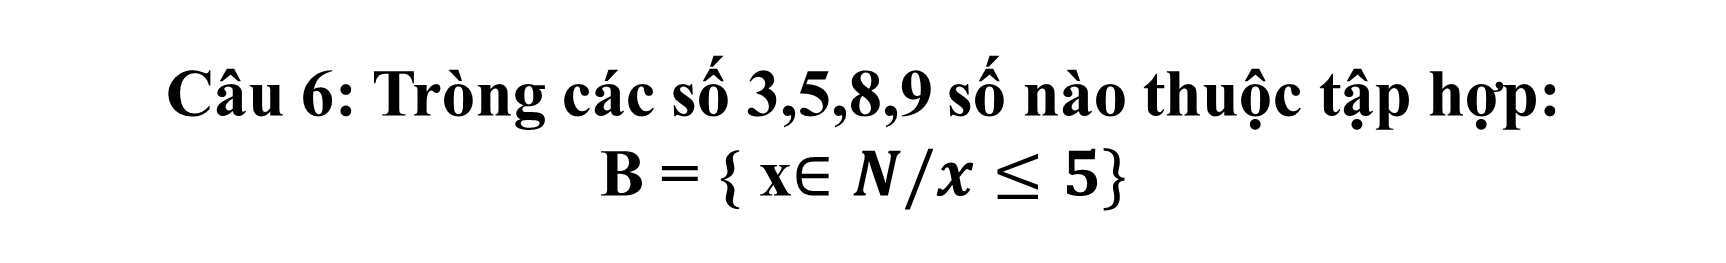 Câu 6: Tròng các số 3,5,8,9 số nào thuộc tập hợp:
B = { x∈ N/x ≤ 5}